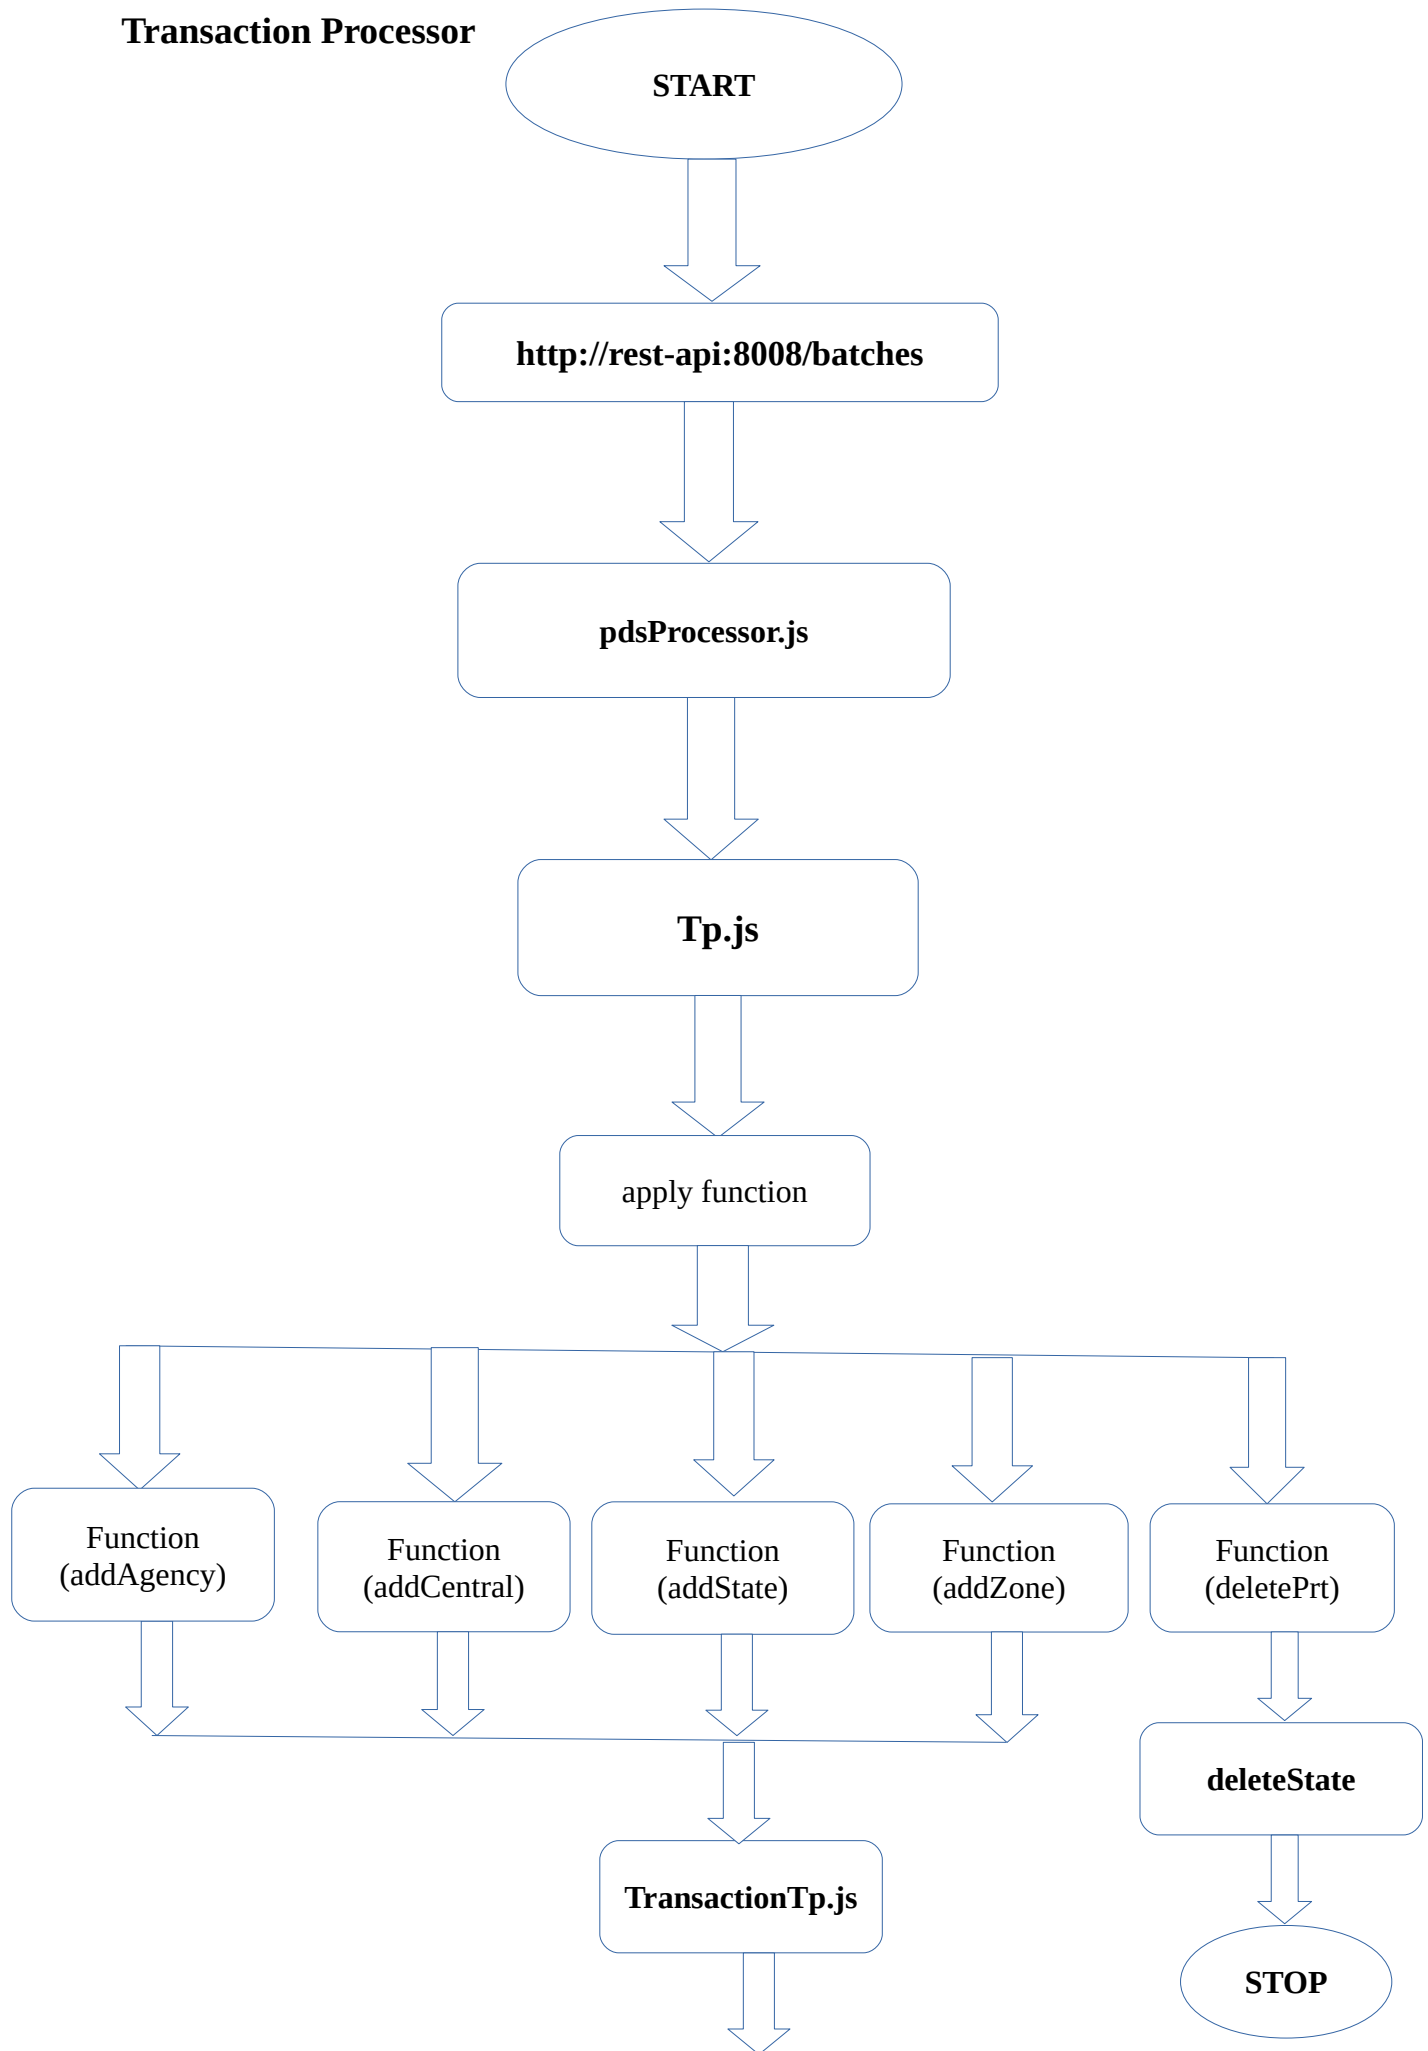 Transaction Processor
START
http://rest-api:8008/batches
pdsProcessor.js
Tp.js
apply function
Function
(addAgency)
Function
(addCentral)
Function
(addState)
Function
(addZone)
Function
(deletePrt)
deleteState
TransactionTp.js
STOP